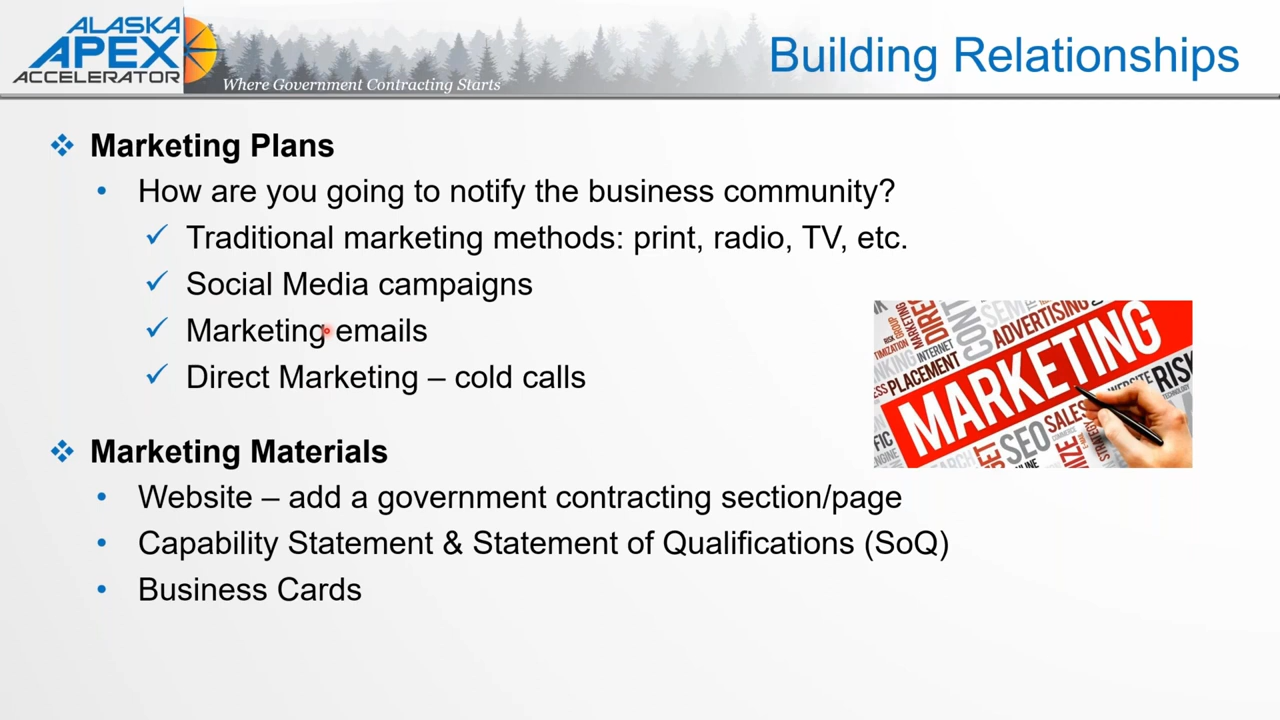 ALASKA
APEX
ACCELERATOR
Where Government Contracting Starts
Building Relationships
Marketing Plans
How are you going to notify the business community?
Traditional marketing methods: print, radio, TV, etc.
Social Media campaigns
Marketing emails
Direct Marketing – cold calls
ADVERTISING
INTERNET
PLACEMENT
MARKETING
RISK
SALES
SEO
STRATEGY
Marketing Materials
Website – add a government contracting section/page
Capability Statement & Statement of Qualifications (SoQ)
Business Cards